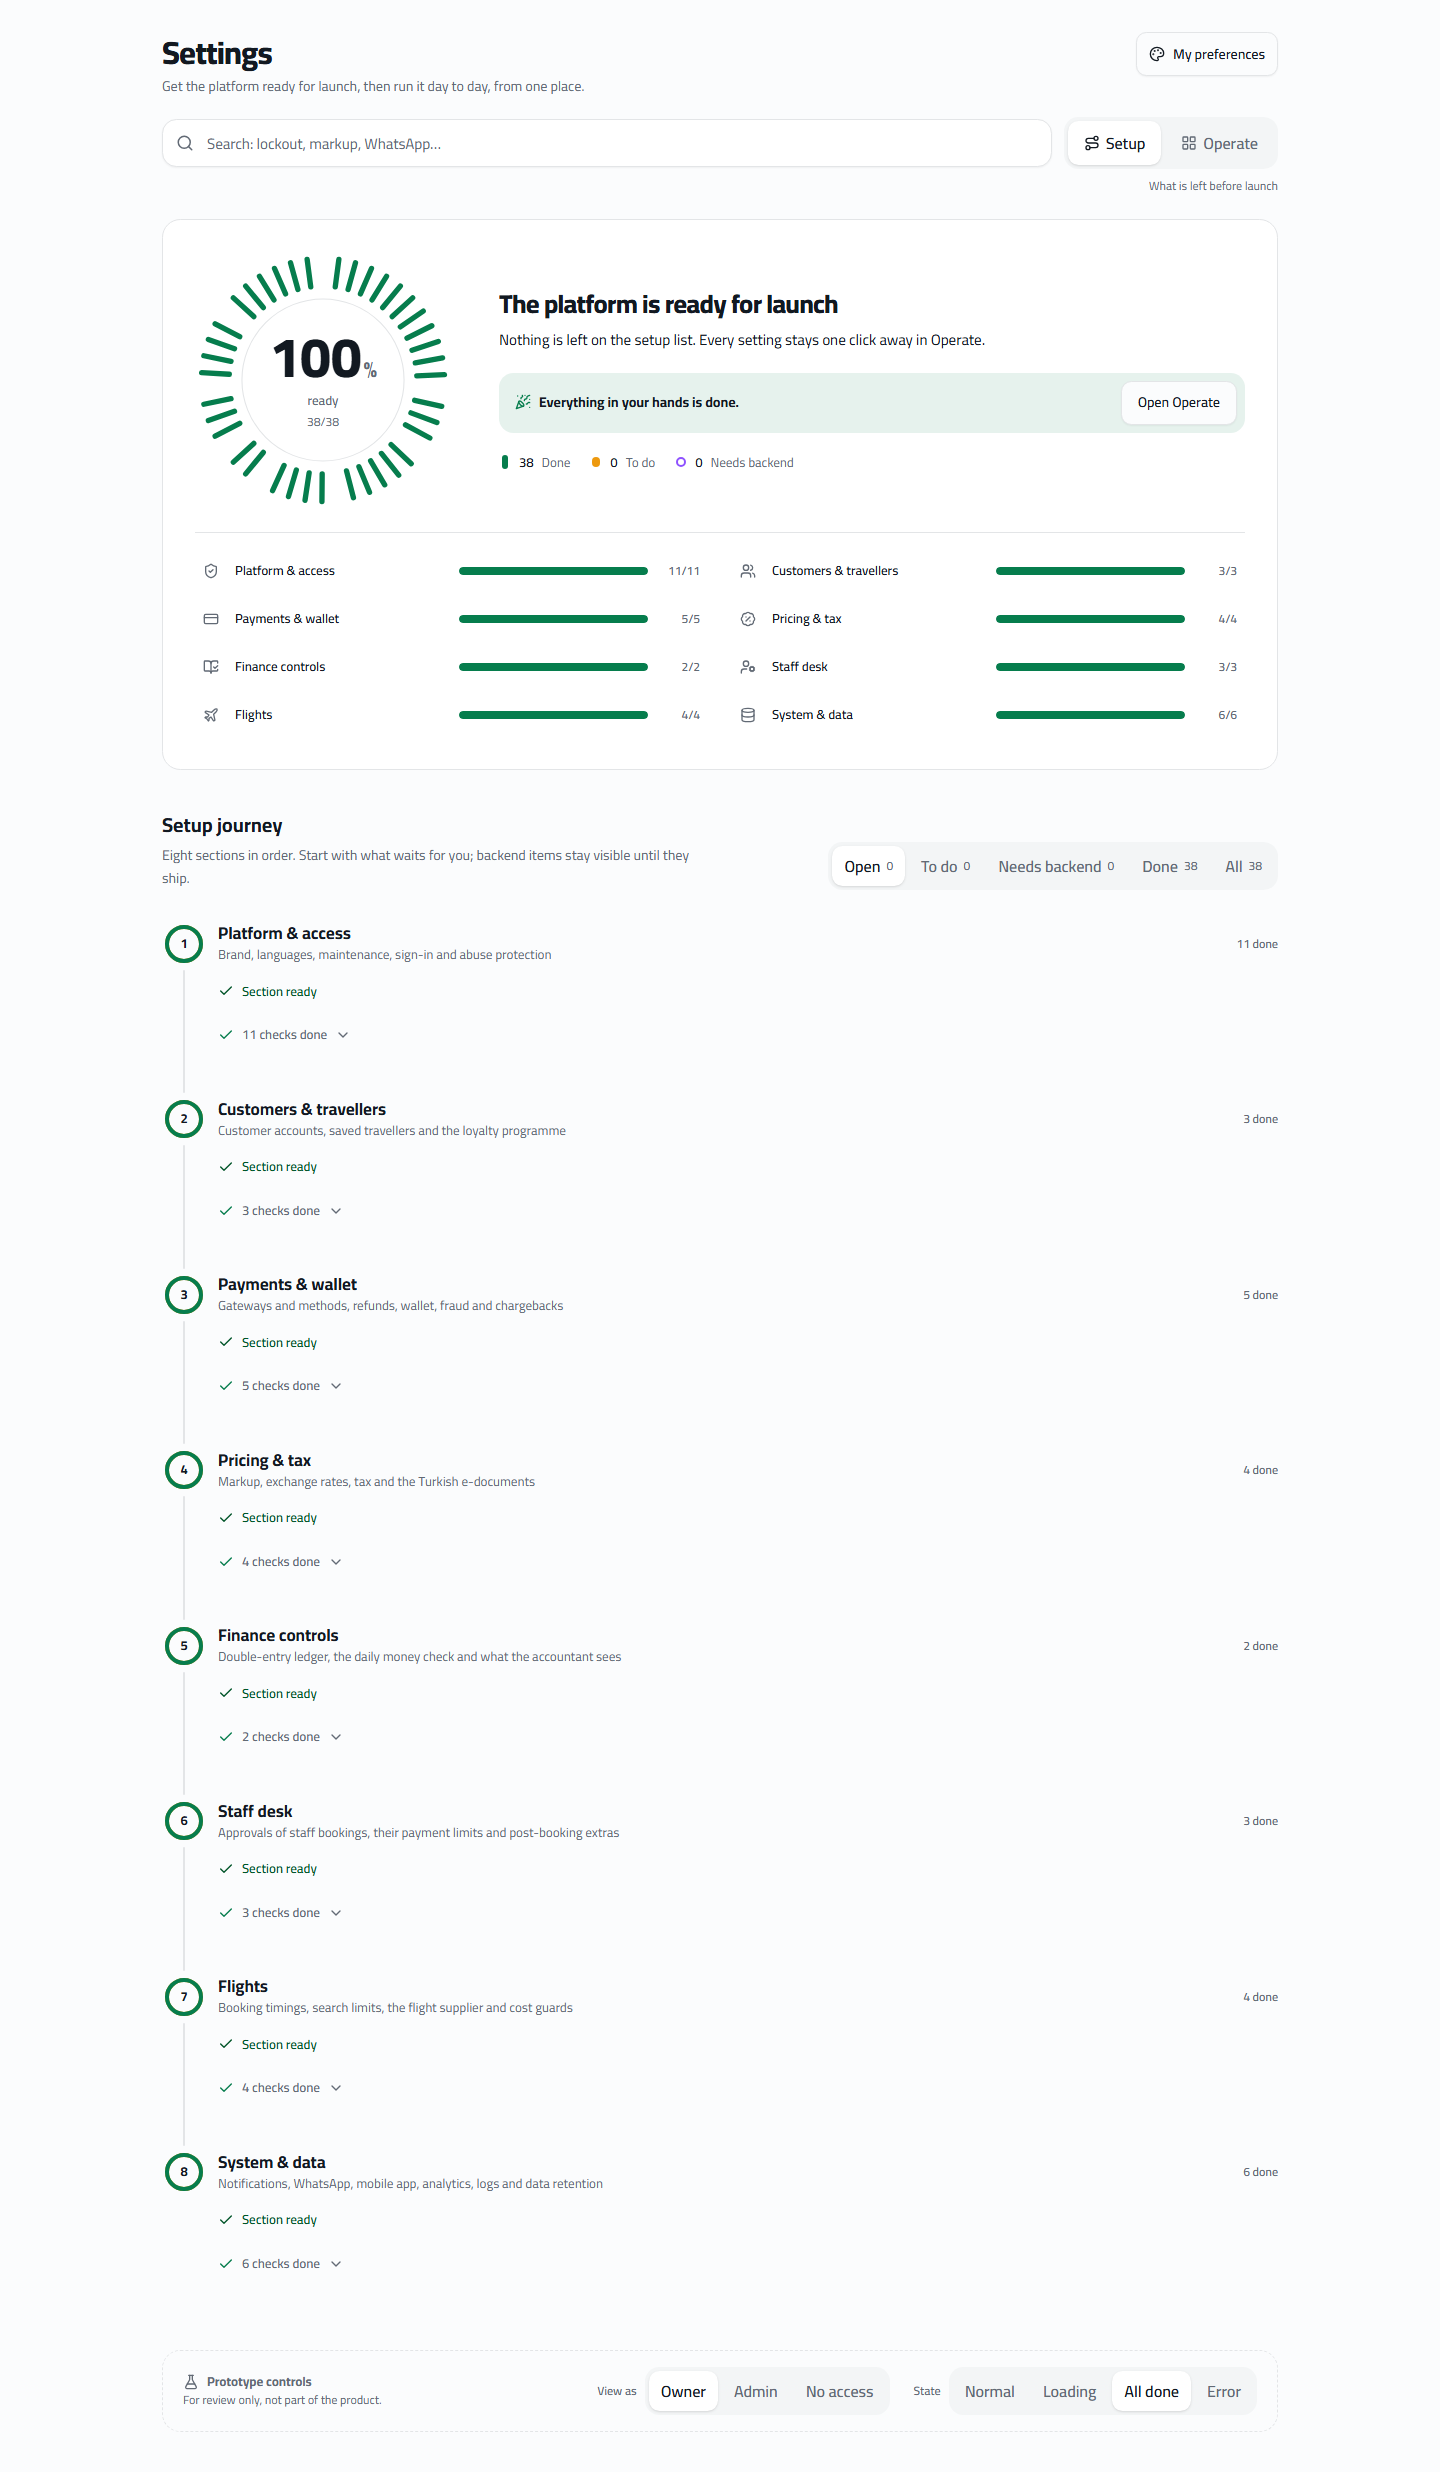 Settings
My preferences
Get the platform ready for launch, then run it day to day, from one place.
Search: lockout, markup, WhatsApp...
Setup
Operate
What is left before launch
100%
ready
38/38
The platform is ready for launch
Nothing is left on the setup list. Every setting stays one click away in Operate.
Everything in your hands is done.
Open Operate
38 Done
0 To do
0 Needs backend
Platform & access 11/11
Customers & travellers 3/3
Payments & wallet 5/5
Pricing & tax 4/4
Finance controls 2/2
Staff desk 3/3
Flights 4/4
System & data 6/6
Setup journey
Eight sections in order. Start with what waits for you; backend items stay visible until they
ship.
Open 0
To do 0
Needs backend 0
Done 38
All 38
1
Platform & access
Brand, languages, maintenance, sign-in and abuse protection
11 done
Section ready
11 checks done
2
Customers & travellers
Customer accounts, saved travellers and the loyalty programme
3 done
Section ready
3 checks done
3
Payments & wallet
Gateways and methods, refunds, wallet, fraud and chargebacks
5 done
Section ready
5 checks done
4
Pricing & tax
Markup, exchange rates, tax and the Turkish e-documents
4 done
Section ready
4 checks done
5
Finance controls
Double-entry ledger, the daily money check and what the accountant sees
2 done
Section ready
2 checks done
6
Staff desk
Approvals of staff bookings, their payment limits and post-booking extras
3 done
Section ready
3 checks done
7
Flights
Booking timings, search limits, the flight supplier and cost guards
4 done
Section ready
4 checks done
8
System & data
Notifications, WhatsApp, mobile app, analytics, logs and data retention
6 done
Section ready
6 checks done
Prototype controls
For review only, not part of the product.
View as
Owner
Admin
No access
State
Normal
Loading
All done
Error